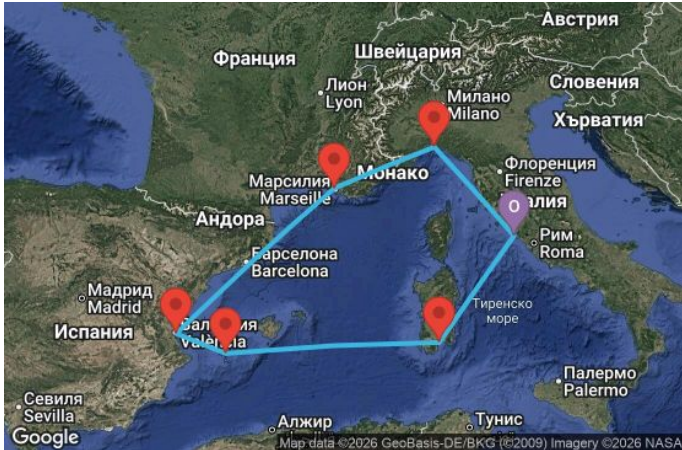 Австрия
Франция
Швейцария
Словения
Лион
Lyon
Милано
Milano
Хърватия
Марсилия
Marseille
Монако
Флоренция
Firenze
Андора
O
Барселона
Barcelona
Рим
Roma
Мадрид
Madrid
Испания
València
Тиренско
море
Палермо
Palermo
Севиля
Sevilla
Алжир
Тунис
Google
Map data ©2026 GeoBasis-DE/BKG (©2009) Imagery ©2026 NASA